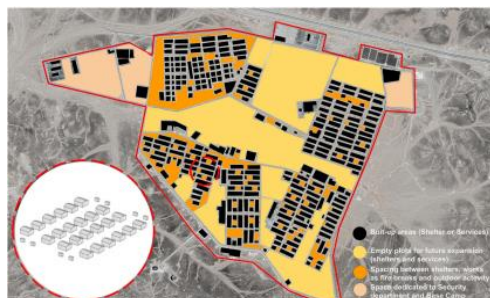 Built-up areas (Shelter or Services)
Empty plots for future expansion
(shelters and services)
Spacing between shelters, works
as fire breaks and outdoor activity
Space dedicated to Security
department and Base Camp